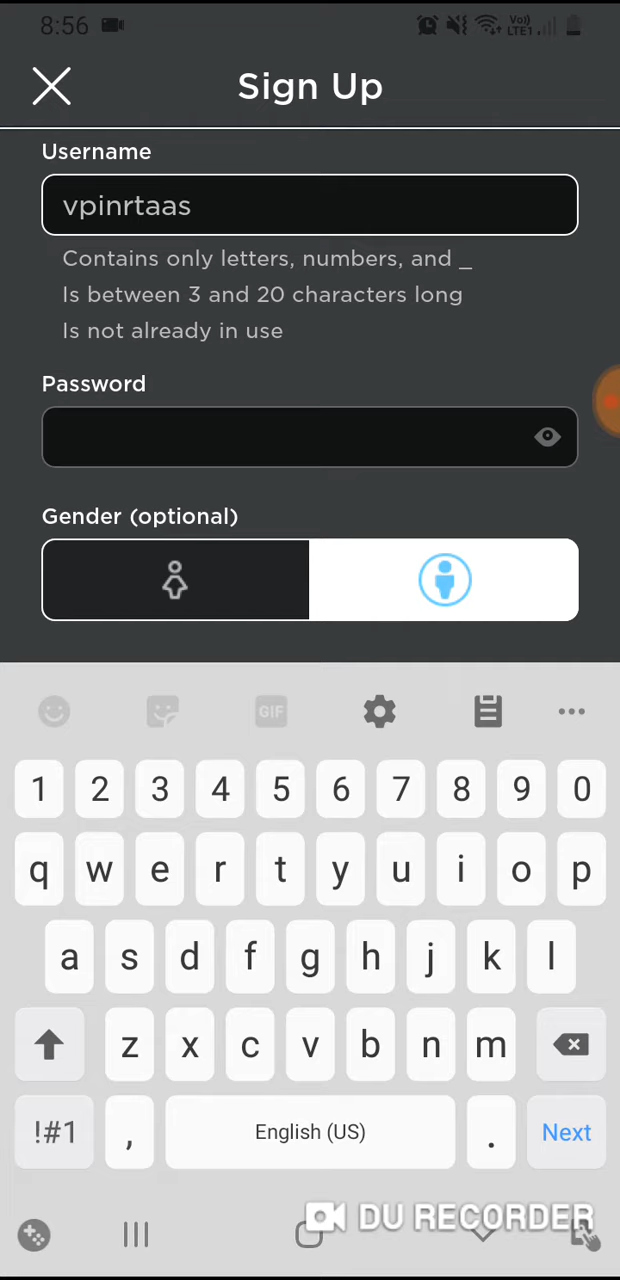 8:56
Vo)
LTE1
Sign Up
Username
vpinrtaas
Contains only letters, numbers, and _
Is between 3 and 20 characters long
Is not already in use
Password
Gender (optional)
GIF
1 2 3 4 5 6 7 8 9 0
q w e r t y u i o p
a s d f g h j k l
z x c v b n m
!#1 , English (US) . Next
DU RECORDER